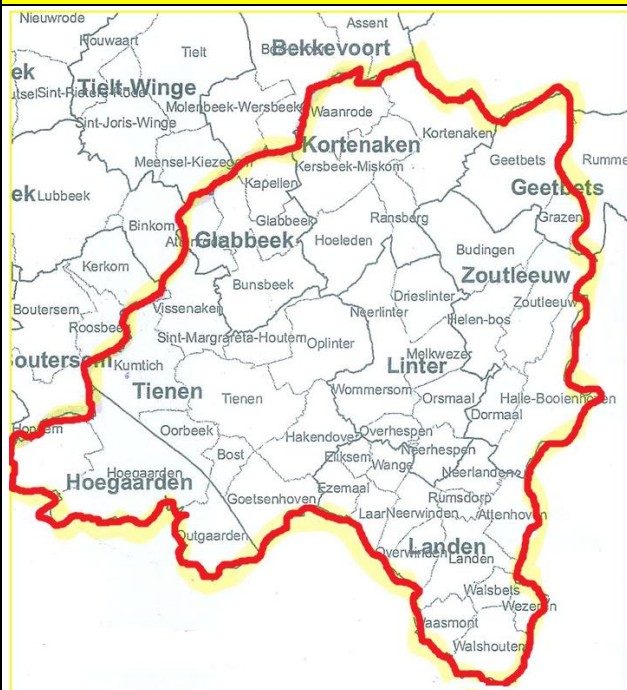 Nieuwrode
Assent
Houwaart
Tielt
Bekkevoort
Tielt-Winge
Sint-Joris-Winge
Molenbeek-Wersbeek
Waanrode
Kortenaken
Kortenaken
Meensel-Kiezegem
Kersbeek-Miskom
Geetbets
Geetbets
Kapellen
Lubbeek
Grazen
Binkom
Glabbeek
Glabbeek
Ransberg
Hoeleden
Budingen
Kerkom
Zoutleeuw
Bunsbeek
Drieslinter
Zoutleeuw
Boutersem
Vissenaken
Neerlinter
Helen-bos
Roosbeek
Sint-Margrareta-Houtem
Oplinter
Melkwezer
Boutersem
Kumtich
Linter
Tienen
Tienen
Wommersom
Orsmaal
Halle-Booienhoven
Dormaal
Oorbeek
Hakendover
Overhespen
Bost
Eliksem
Neerhespen
Wange
Hoegaarden
Neerlanden
Hoegaarden
Ezemaal
Goetsenhoven
Rumsdorp
Laar
Neerwinden
Attenhoven
Outgaarden
Overwinden
Landen
Landen
Walsbets
Wezeren
Waasmont
Walshoutem